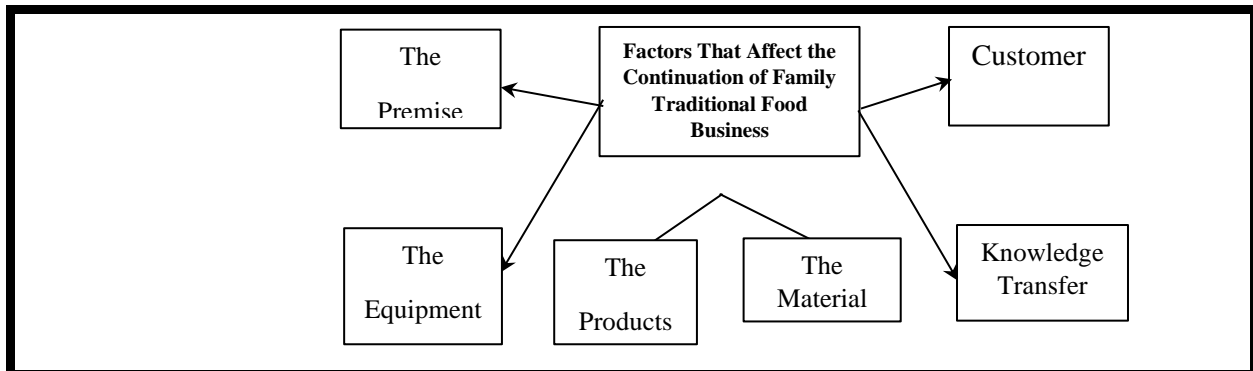 The
Premise
Factors That Affect the
Continuation of Family
Traditional Food
Business
Customer
The
Equipment
The
Products
The
Material
Knowledge
Transfer